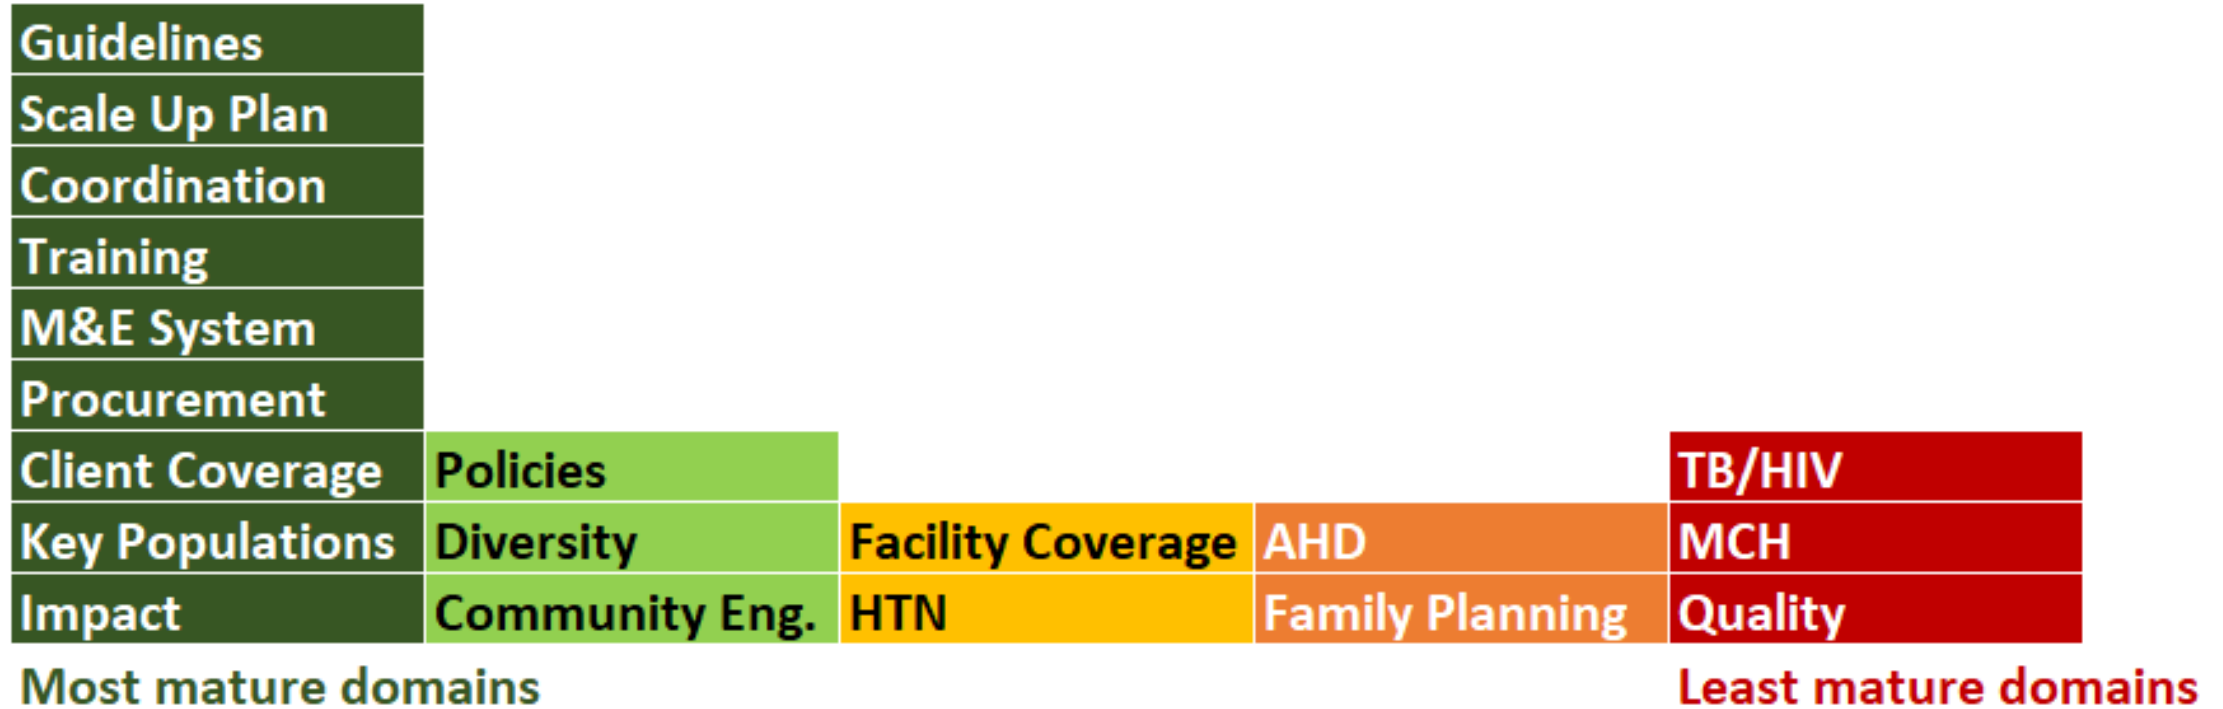 Guidelines
Scale Up Plan
Coordination
Training
M&E System
Procurement
Client Coverage Policies TB/HIV
Key Populations Diversity Facility Coverage AHD MCH
Impact Community Eng. HTN Family Planning Quality
Most mature domains Least mature domains